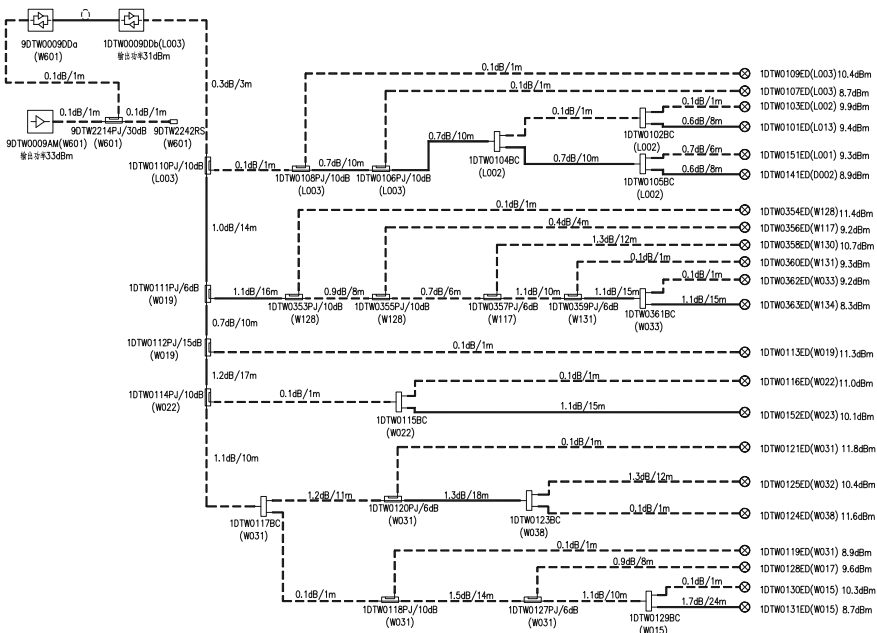 9DTW0009DDa
(W601)
1DTW0009DDb(L003)
输出功率31dBm
0.1dB/1m
0.3dB/3m
0.1dB/1m
0.1dB/1m
9DTW0009AM(W601)
输出功率33dBm
9DTW2214PJ/30dB
(W601)
9DTW2242RS
(W601)
0.1dB/1m
1DTW0109ED(L003)10.4dBm
0.1dB/1m
1DTW0107ED(L003) 8.7dBm
0.1dB/1m
0.1dB/1m
1DTW0103ED(L002) 9.9dBm
0.6dB/8m
1DTW0101ED(L013) 9.4dBm
1DTW0102BC
(L002)
0.7dB/10m
1DTW0104BC
(L002)
0.7dB/10m
0.7dB/6m
1DTW0151ED(L001) 9.3dBm
0.6dB/8m
1DTW0141ED(D002) 8.9dBm
1DTW0105BC
(L002)
1DTW0110PJ/10dB
(L003)
0.1dB/1m
1DTW0108PJ/10dB
(L003)
0.7dB/10m
1DTW0106PJ/10dB
(L003)
1.0dB/14m
0.1dB/1m
1DTW0354ED(W128)11.4dBm
0.4dB/4m
1DTW0356ED(W117) 9.2dBm
1.3dB/12m
1DTW0358ED(W130)10.7dBm
0.1dB/1m
1DTW0360ED(W131) 9.3dBm
0.1dB/1m
1DTW0362ED(W033) 9.2dBm
1.1dB/15m
1DTW0363ED(W134) 8.3dBm
1DTW0111PJ/6dB
(W019)
1.1dB/16m
1DTW0353PJ/10dB
(W128)
0.9dB/8m
1DTW0355PJ/10dB
(W128)
0.7dB/6m
1DTW0357PJ/6dB
(W117)
1.1dB/10m
1DTW0359PJ/6dB
(W131)
1.1dB/15m
1DTW0361BC
(W033)
0.7dB/10m
1DTW0112PJ/15dB
(W019)
0.1dB/1m
1DTW0113ED(W019)11.3dBm
1.2dB/17m
1DTW0114PJ/10dB
(W022)
0.1dB/1m
1DTW0115BC
(W022)
0.1dB/1m
1DTW0116ED(W022)11.0dBm
1.1dB/15m
1DTW0152ED(W023)10.1dBm
1.1dB/10m
1DTW0117BC
(W031)
1.2dB/11m
0.1dB/1m
1DTW0121ED(W031)11.8dBm
1DTW0120PJ/6dB
(W031)
1.3dB/18m
1DTW0123BC
(W038)
1.3dB/12m
1DTW0125ED(W032)10.4dBm
0.1dB/1m
1DTW0124ED(W038)11.6dBm
0.1dB/1m
1DTW0119ED(W031) 8.9dBm
0.9dB/8m
1DTW0128ED(W017) 9.6dBm
0.1dB/1m
1DTW0118PJ/10dB
(W031)
1.5dB/14m
1DTW0127PJ/6dB
(W031)
1.1dB/10m
1DTW0129BC
(W015)
0.1dB/1m
1DTW0130ED(W015)10.3dBm
1.7dB/24m
1DTW0131ED(W015) 8.7dBm